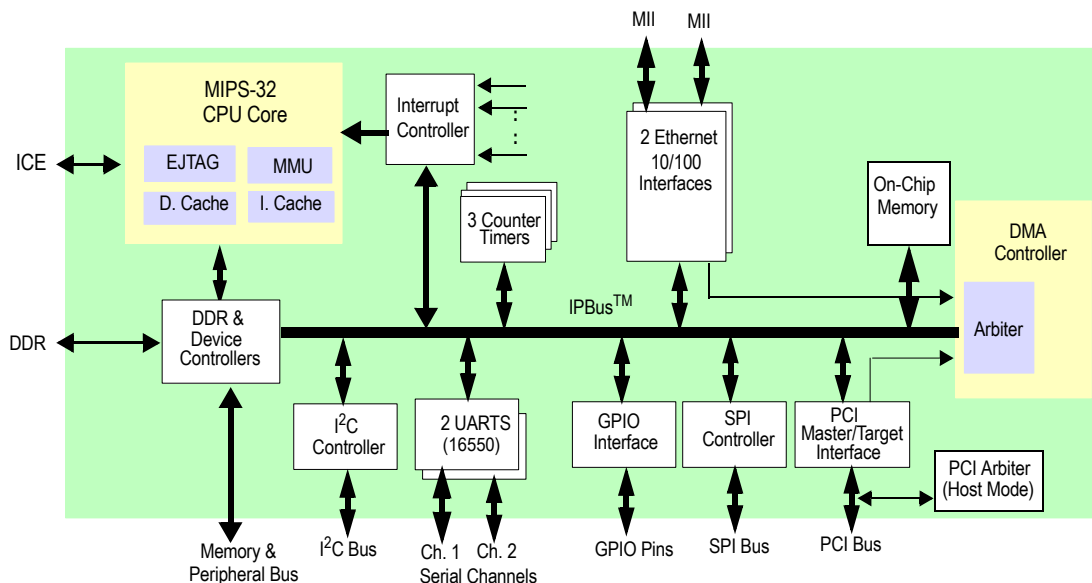 MII
MII
MIPS-32
CPU Core
EJTAG
MMU
D. Cache
I. Cache
ICE
Interrupt
Controller
2 Ethernet
10/100
Interfaces
3 Counter
Timers
On-Chip
Memory
DMA
Controller
Arbiter
IPBus™
DDR
DDR &
Device
Controllers
I²C
Controller
2 UARTS
(16550)
GPIO
Interface
SPI
Controller
PCI
Master/Target
Interface
PCI Arbiter
(Host Mode)
Memory &
Peripheral Bus
I²C Bus
Ch. 1
Ch. 2
Serial Channels
GPIO Pins
SPI Bus
PCI Bus